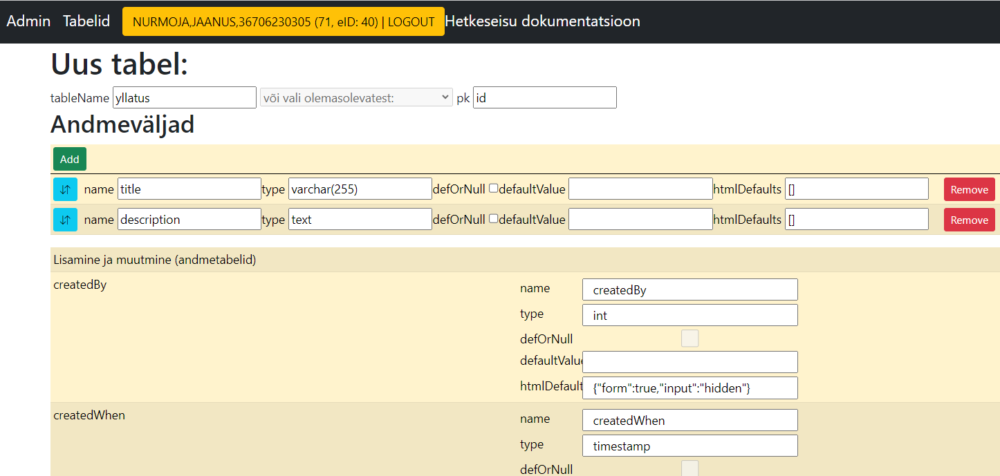 Admin Tabelid NURMOJA,JAANUS,36706230305 (71, eID: 40) | LOGOUT Hetkeseisu dokumentatsioon
Uus tabel:
tableName yllatus või vali olemasolevatest: pk id
Andmeväljad
Add
name title type varchar(255) defOrNull defaultValue htmlDefaults [] Remove
name description type text defOrNull defaultValue htmlDefaults [] Remove
Lisamine ja muutmine (andmetabelid)
createdBy
name createdBy
type int
defOrNull
defaultValue
htmlDefault {"form":true,"input":"hidden"}
createdWhen
name createdWhen
type timestamp
defOrNull